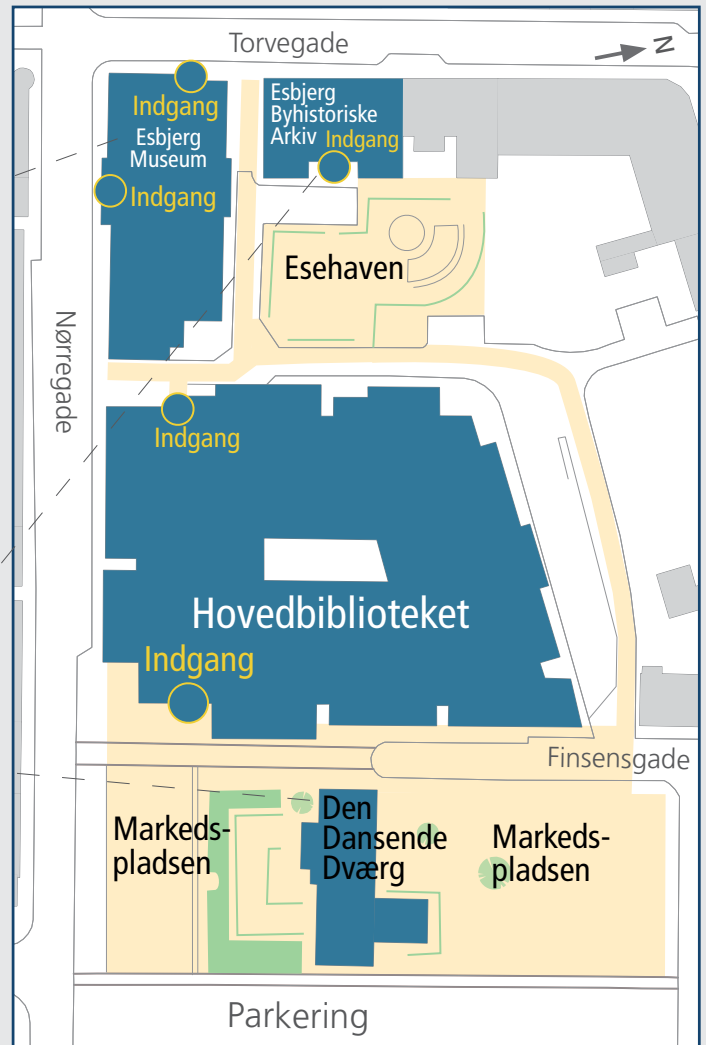 Torvegade
N
Indgang
Esbjerg
Museum
Indgang
Esbjerg
Byhistoriske
Arkiv
Indgang
Esehaven
Nørregade
Indgang
Hovedbiblioteket
Indgang
Finsensgade
Markeds-
pladsen
Den
Dansende
Dværg
Markeds-
pladsen
Parkering